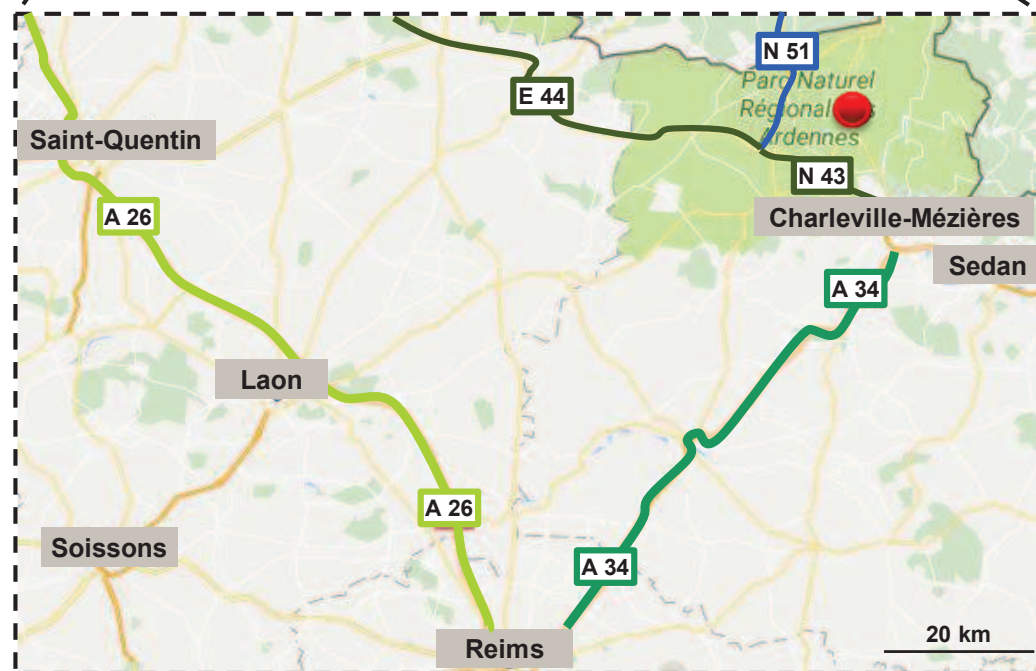 N 51
Parc Naturel
E 44
Régional des
Ardennes
Saint-Quentin
N 43
A 26
Charleville-Mézières
Sedan
A 34
Laon
A 26
Soissons
A 34
Reims
20 km